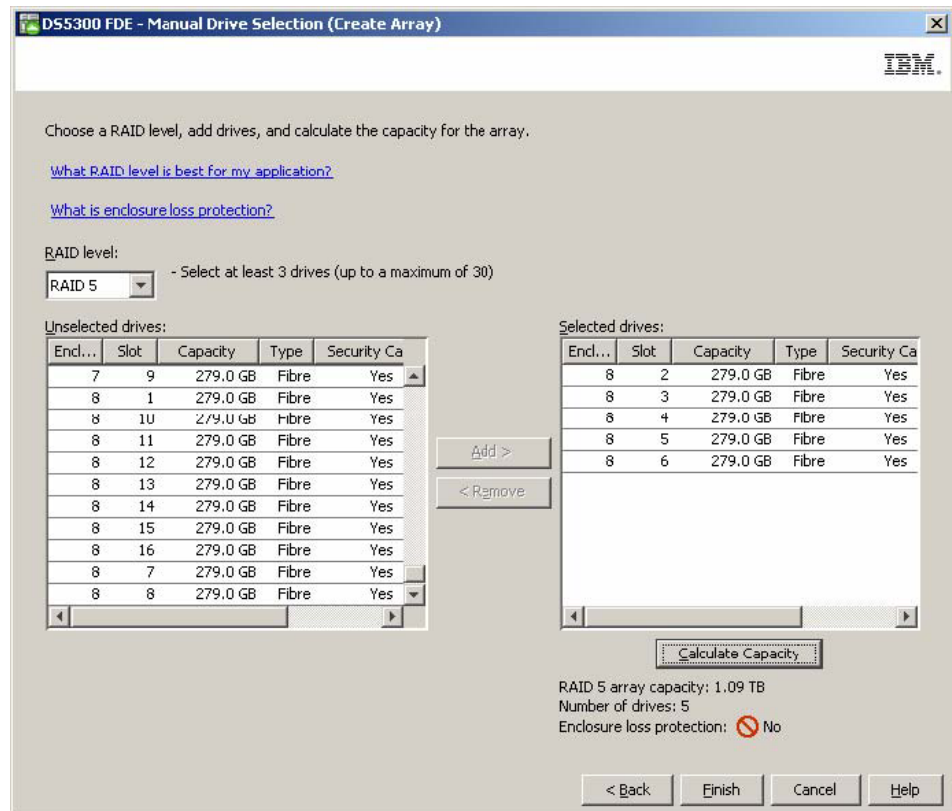 DS5300 FDE - Manual Drive Selection (Create Array)
IBM.
Choose a RAID level, add drives, and calculate the capacity for the array.
What RAID level is best for my application?
What is enclosure loss protection?
RAID level:
RAID 5 - Select at least 3 drives (up to a maximum of 30)
Unselected drives:
Encl... Slot Capacity Type Security Ca
7 9 279.0 GB Fibre Yes
8 1 279.0 GB Fibre Yes
8 10 279.0 GB Fibre Yes
8 11 279.0 GB Fibre Yes
8 12 279.0 GB Fibre Yes
8 13 279.0 GB Fibre Yes
8 14 279.0 GB Fibre Yes
8 15 279.0 GB Fibre Yes
8 16 279.0 GB Fibre Yes
8 7 279.0 GB Fibre Yes
8 8 279.0 GB Fibre Yes
Add >
< Remove
Selected drives:
Encl... Slot Capacity Type Security Ca
8 2 279.0 GB Fibre Yes
8 3 279.0 GB Fibre Yes
8 4 279.0 GB Fibre Yes
8 5 279.0 GB Fibre Yes
8 6 279.0 GB Fibre Yes
Calculate Capacity
RAID 5 array capacity: 1.09 TB
Number of drives: 5
Enclosure loss protection: No
< Back Finish Cancel Help